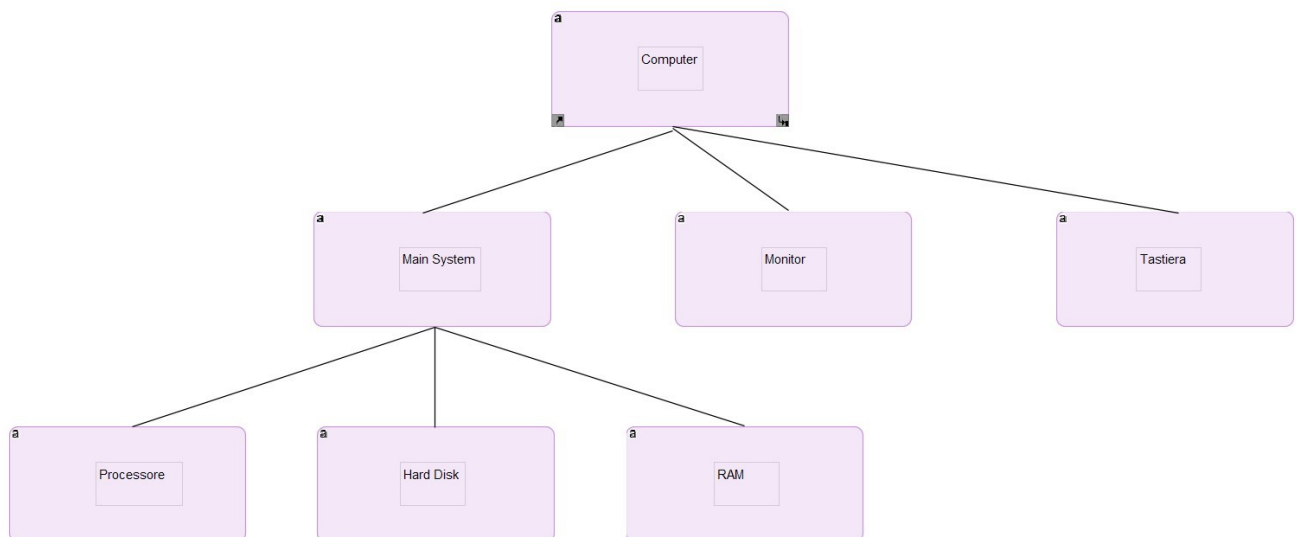 a
Computer
a
Main System
a
Monitor
a
Tastiera
a
Processore
a
Hard Disk
a
RAM